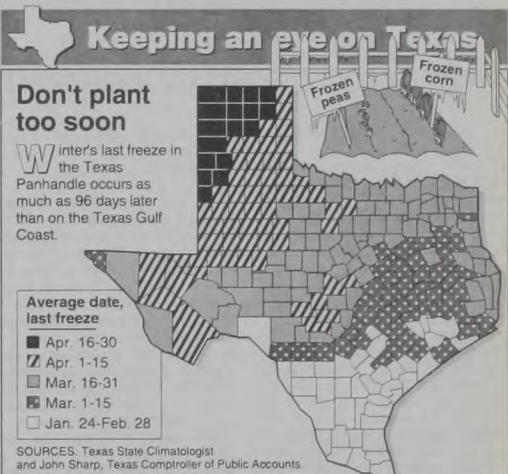 Keeping an eye on Texas
Don't plant
too soon
Winter's last freeze in
the Texas
Panhandle occurs as
much as 96 days later
than on the Texas Gulf
Coast.
Frozen
peas
Frozen
corn
Average date,
last freeze
Apr. 16-30
Apr. 1-15
Mar. 16-31
Mar. 1-15
Jan. 24-Feb. 28
SOURCES: Texas State Climatologist
and John Sharp, Texas Comptroller of Public Accounts.